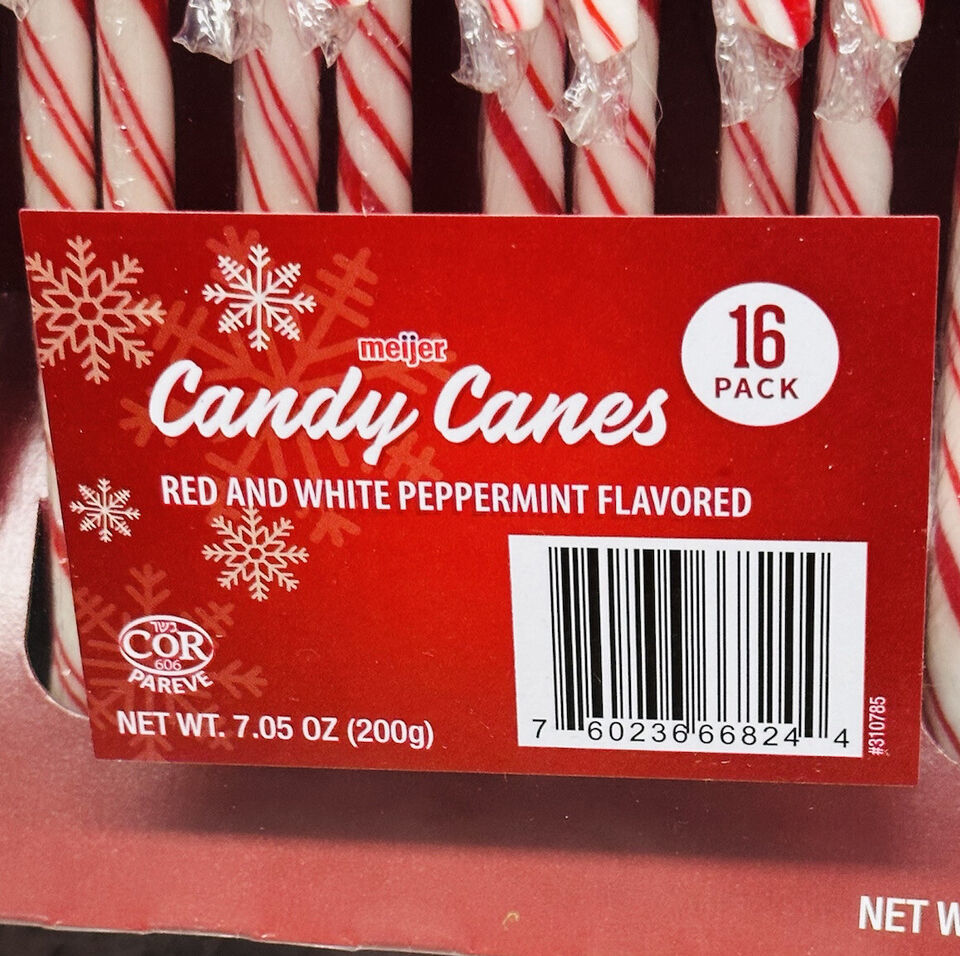 meijer
Candy Canes
16
PACK
RED AND WHITE PEPPERMINT FLAVORED
כשר
COR
606
PAREVE
NET WT. 7.05 OZ (200g)
7 60236 66824 4
#310785
NET W